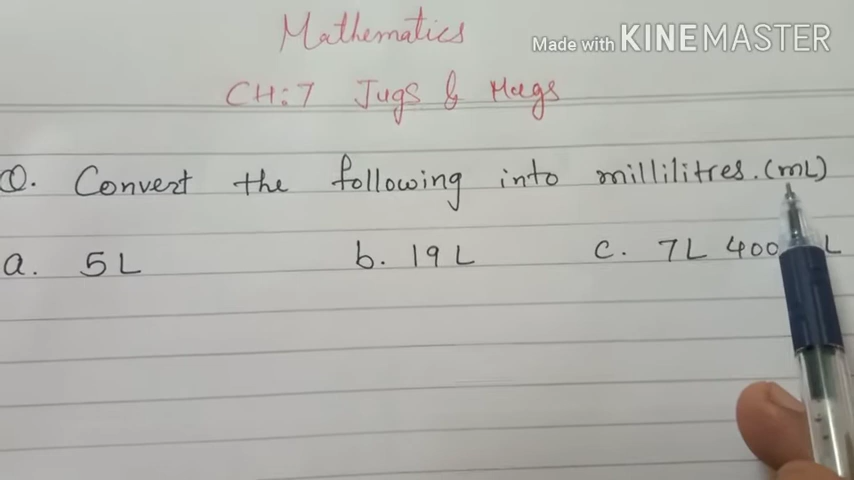 Mathematics
Made with KINEMASTER
CH:7 Jugs & Mugs
Q. Convert the following into millilitres. (mL)
a. 5L b. 19L c. 7L 400 L